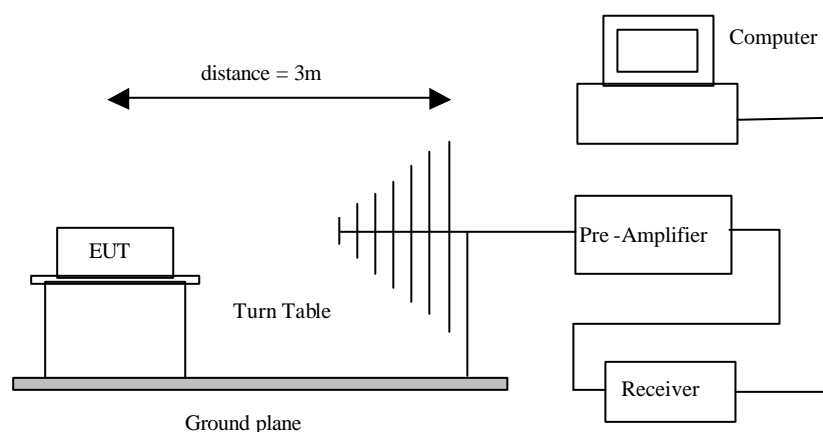 Computer
distance = 3m
Pre -Amplifier
EUT
Turn Table
Receiver
Ground plane